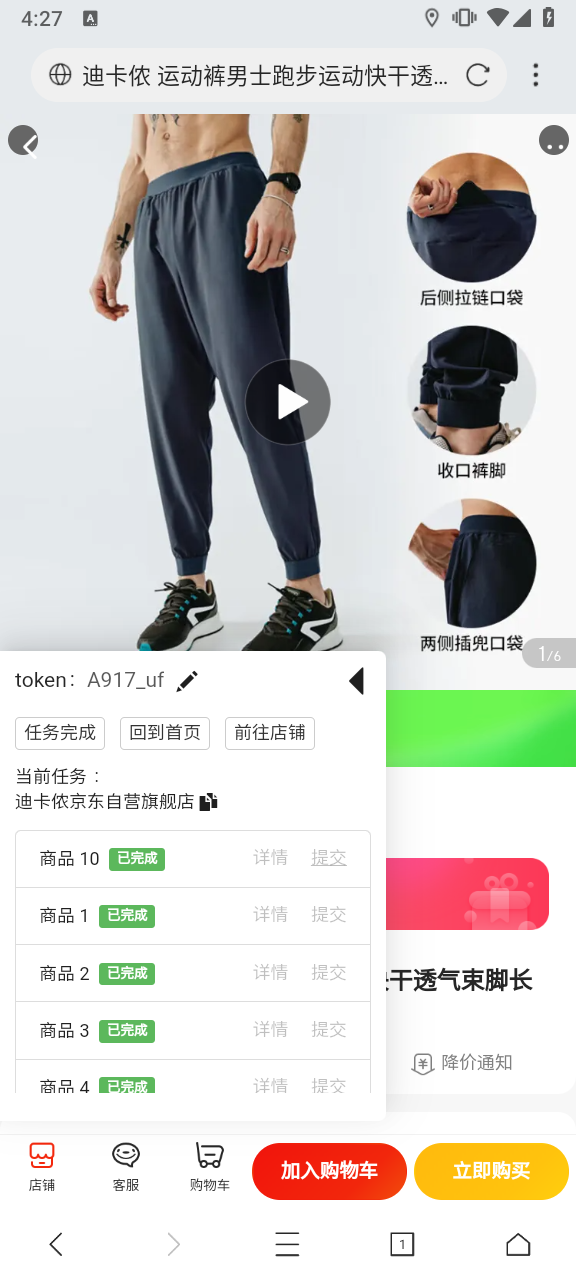 4:27
A
迪卡侬 运动裤男士跑步运动快干透...
后侧拉链口袋
收口裤脚
两侧插兜口袋
1/6
token： A917_uf
任务完成 回到首页 前往店铺
当前任务：
迪卡侬京东自营旗舰店
商品 10 已完成 详情 提交
商品 1 已完成 详情 提交
商品 2 已完成 详情 提交
商品 3 已完成 详情 提交
商品 4 已完成 详情 提交
干透气束脚长
降价通知
店铺 客服 购物车 加入购物车 立即购买
1